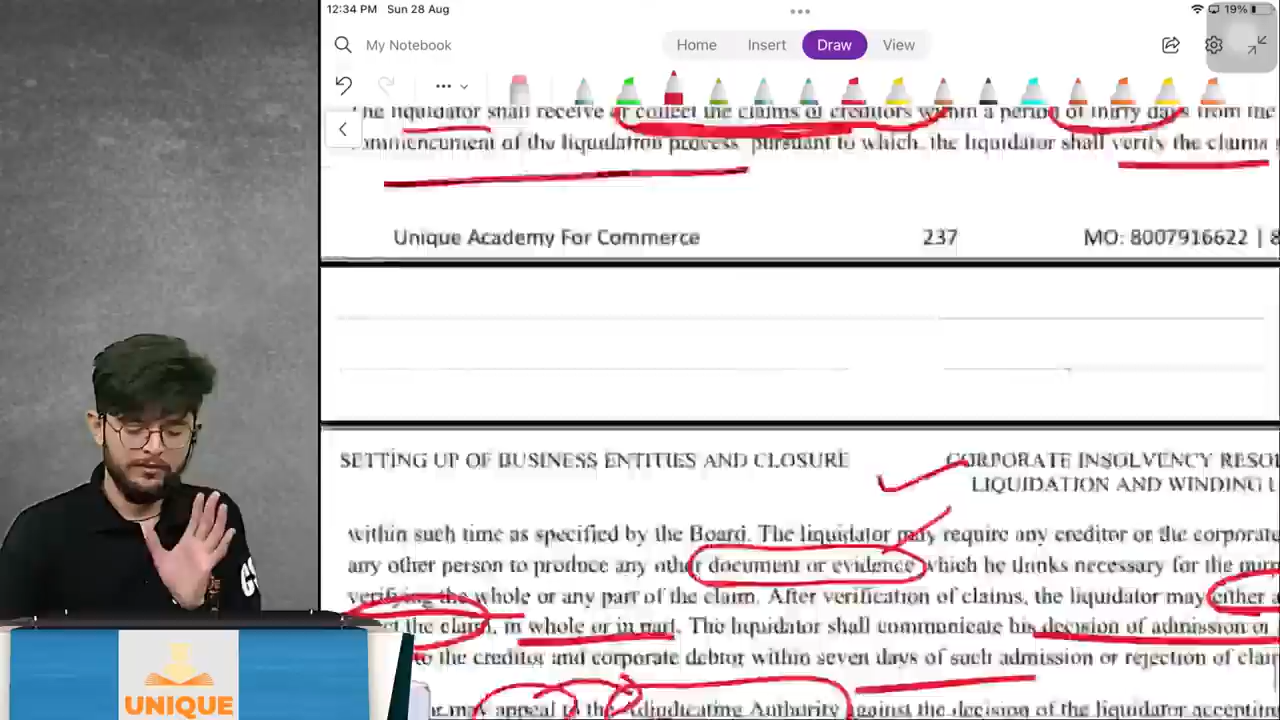 12:34 PM Sun 28 Aug
19%
My Notebook
Home Insert Draw View
The liquidator shall receive or collect the claims of creditors within a period of thirty days from the
commencement of the liquidation process pursuant to which, the liquidator shall verify the claims
Unique Academy For Commerce 237 MO: 8007916622 | 8
SETTING UP OF BUSINESS ENTITIES AND CLOSURE
CORPORATE INSOLVENCY RESO
LIQUIDATION AND WINDING U
within such time as specified by the Board. The liquidator may require any creditor or the corporate
any other person to produce any other document or evidence which he thinks necessary for the purp
verifying the whole or any part of the claim. After verification of claims, the liquidator may either a
the claim, in whole or in part. The liquidator shall communicate his decision of admission or
to the creditor and corporate debtor within seven days of such admission or rejection of clai
may appeal to the Adjudicating Authority against the decision of the liquidator accepting
UNIQUE